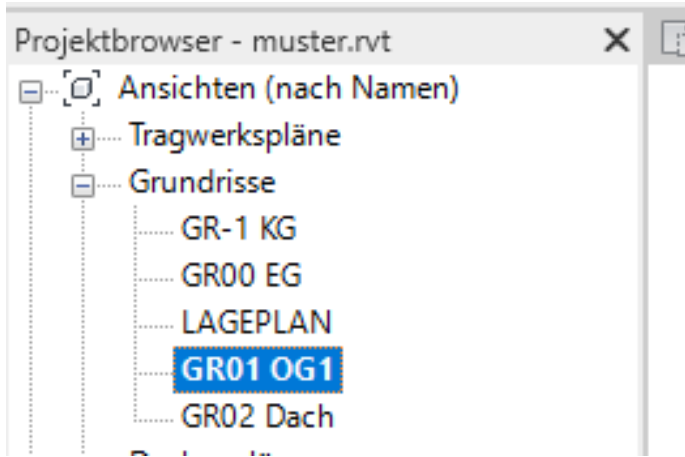 Projektbrowser - muster.rvt
Ansichten (nach Namen)
Tragwerkspläne
Grundrisse
GR-1 KG
GR00 EG
LAGEPLAN
GR01 OG1
GR02 Dach